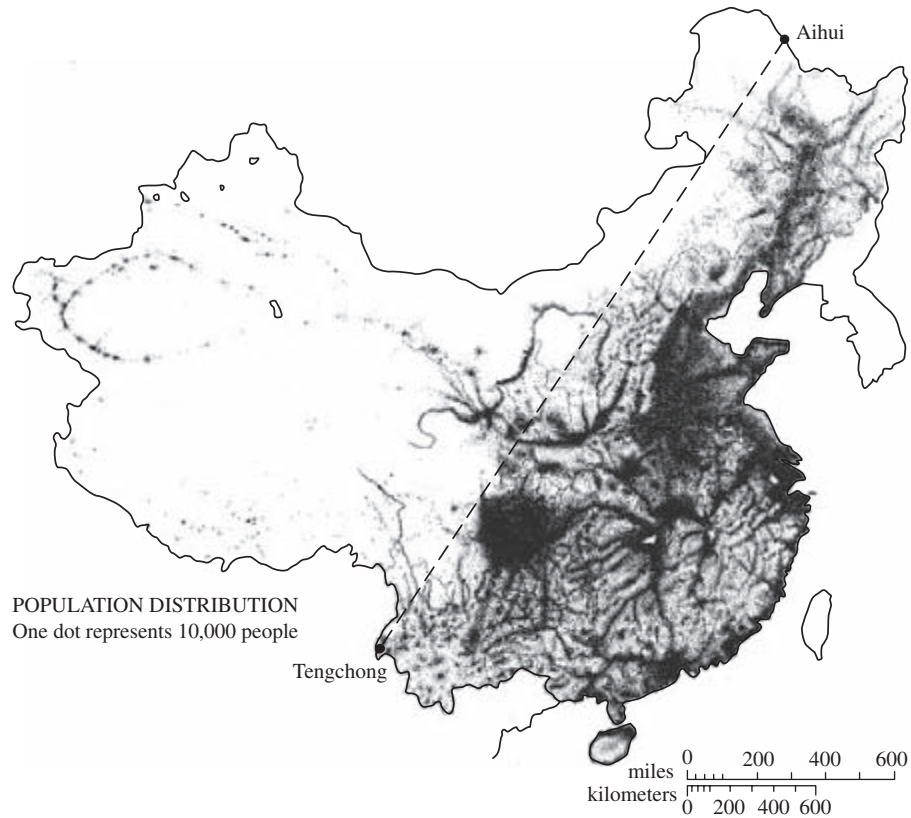 Aihui
POPULATION DISTRIBUTION
One dot represents 10,000 people
Tengchong
0 200 400 600
miles
kilometers
0 200 400 600